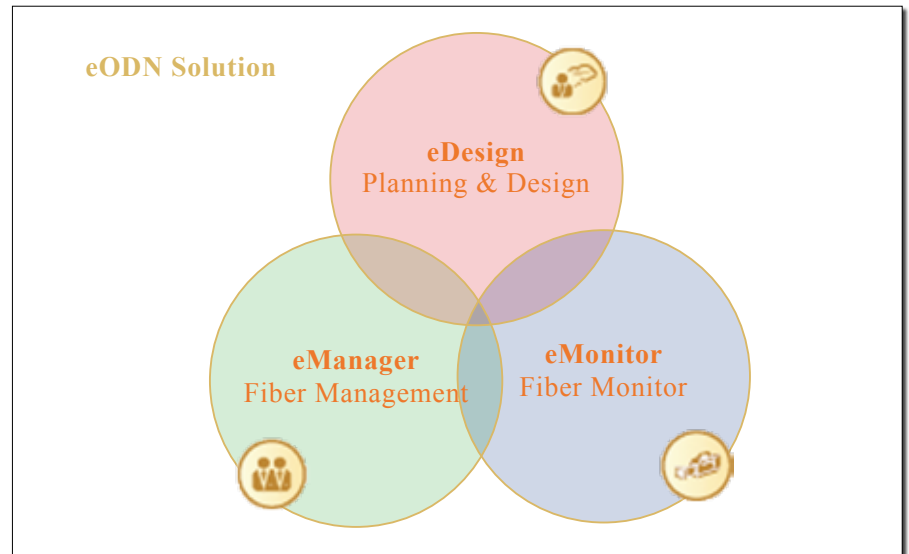 eODN Solution
eDesign
Planning & Design
eManager
Fiber Management
eMonitor
Fiber Monitor